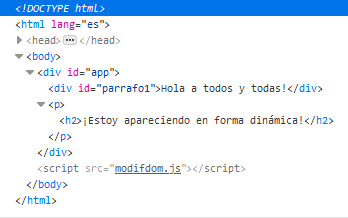 <!DOCTYPE html>
<html lang="es">
<head> ••• </head>
<body>
<div id="app">
<div id="parrafo1">Hola a todos y todas!</div>
<p>
<h2>¡Estoy apareciendo en forma dinámica!</h2>
</p>
</div>
<script src="modifdom.js"></script>
</body>
</html>